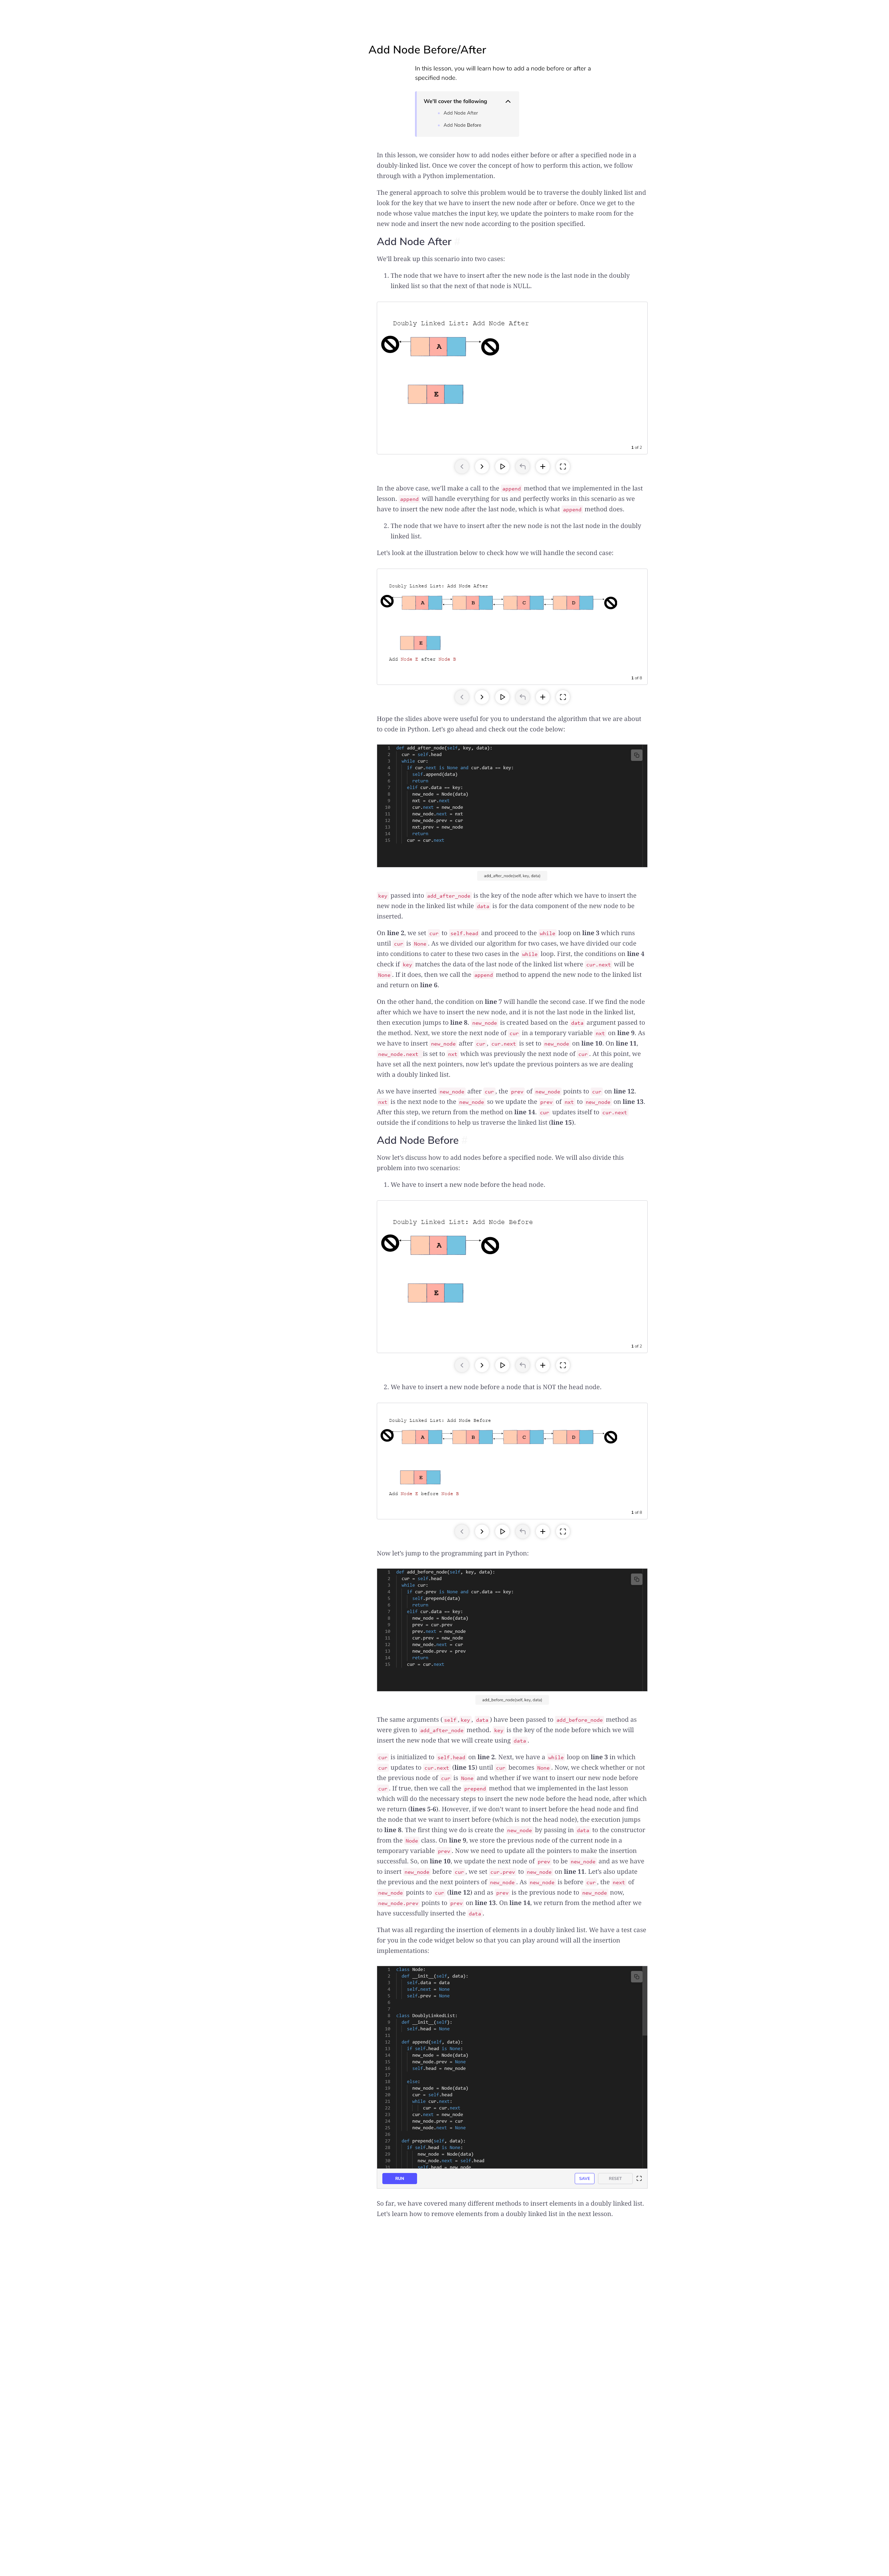 Add Node Before/After
In this lesson, you will learn how to add a node before or after a
specified node.
We'll cover the following
Add Node After
Add Node Before
In this lesson, we consider how to add nodes either before or after a specified node in a
doubly-linked list. Once we cover the concept of how to perform this action, we follow
through with a Python implementation.
The general approach to solve this problem would be to traverse the doubly linked list and
look for the key that we have to insert the new node after or before. Once we get to the
node whose value matches the input key, we update the pointers to make room for the
new node and insert the new node according to the position specified.
Add Node After
We'll break up this scenario into two cases:
1. The node that we have to insert after the new node is the last node in the doubly
linked list so that the next of that node is NULL.
Doubly Linked List: Add Node After
A
E
1 of 2
In the above case, we'll make a call to the append method that we implemented in the last
lesson. append will handle everything for us and perfectly works in this scenario as we
have to insert the new node after the last node, which is what append method does.
2. The node that we have to insert after the new node is not the last node in the doubly
linked list.
Let's look at the illustration below to check how we will handle the second case:
Doubly Linked List: Add Node After
A B C D
E
Add Node E after Node B
1 of 8
Hope the slides above were useful for you to understand the algorithm that we are about
to code in Python. Let's go ahead and check out the code below:
1 def add_after_node(self, key, data):
2 cur = self.head
3 while cur:
4 if cur.next is None and cur.data == key:
5 self.append(data)
6 return
7 elif cur.data == key:
8 new_node = Node(data)
9 nxt = cur.next
10 cur.next = new_node
11 new_node.next = nxt
12 new_node.prev = cur
13 nxt.prev = new_node
14 return
15 cur = cur.next
add_after_node(self, key, data)
key passed into add_after_node is the key of the node after which we have to insert the
new node in the linked list while data is for the data component of the new node to be
inserted.
On line 2, we set cur to self.head and proceed to the while loop on line 3 which runs
until cur is None. As we divided our algorithm for two cases, we have divided our code
into conditions to cater to these two cases in the while loop. First, the conditions on line 4
check if key matches the data of the last node of the linked list where cur.next will be
None. If it does, then we call the append method to append the new node to the linked list
and return on line 6.
On the other hand, the condition on line 7 will handle the second case. If we find the node
after which we have to insert the new node, and it is not the last node in the linked list,
then execution jumps to line 8. new_node is created based on the data argument passed to
the method. Next, we store the next node of cur in a temporary variable nxt on line 9. As
we have to insert new_node after cur, cur.next is set to new_node on line 10. On line 11,
new_node.next is set to nxt which was previously the next node of cur. At this point, we
have set all the next pointers, now let's update the previous pointers as we are dealing
with a doubly linked list.
As we have inserted new_node after cur, the prev of new_node points to cur on line 12.
nxt is the next node to the new_node so we update the prev of nxt to new_node on line 13.
After this step, we return from the method on line 14. cur updates itself to cur.next
outside the if conditions to help us traverse the linked list (line 15).
Add Node Before
Now let's discuss how to add nodes before a specified node. We will also divide this
problem into two scenarios:
1. We have to insert a new node before the head node.
Doubly Linked List: Add Node Before
A
E
1 of 2
2. We have to insert a new node before a node that is NOT the head node.
Doubly Linked List: Add Node Before
A B C D
E
Add Node E before Node B
1 of 8
Now let's jump to the programming part in Python:
1 def add_before_node(self, key, data):
2 cur = self.head
3 while cur:
4 if cur.prev is None and cur.data == key:
5 self.prepend(data)
6 return
7 elif cur.data == key:
8 new_node = Node(data)
9 prev = cur.prev
10 prev.next = new_node
11 cur.prev = new_node
12 new_node.next = cur
13 new_node.prev = prev
14 return
15 cur = cur.next
add_before_node(self, key, data)
The same arguments (self.key, data) have been passed to add_before_node method as
were given to add_after_node method. key is the key of the node before which we will
insert the new node that we will create using data.
cur is initialized to self.head on line 2. Next, we have a while loop on line 3 in which
cur updates to cur.next (line 15) until cur becomes None. Now, we check whether or not
the previous node of cur is None and whether if we want to insert our new node before
cur. If true, then we call the prepend method that we implemented in the last lesson
which will do the necessary steps to insert the new node before the head node, after which
we return (lines 5-6). However, if we don't want to insert before the head node and find
the node that we want to insert before (which is not the head node), the execution jumps
to line 8. The first thing we do is create the new_node by passing in data to the constructor
from the Node class. On line 9, we store the previous node of the current node in a
temporary variable prev. Now we need to update all the pointers to make the insertion
successful. So, on line 10, we update the next node of prev to be new_node and as we have
to insert new_node before cur, we set cur.prev to new_node on line 11. Let's also update
the previous and the next pointers of new_node. As new_node is before cur, the next of
new_node points to cur (line 12) and as prev is the previous node to new_node now,
new_node.prev points to prev on line 13. On line 14, we return from the method after we
have successfully inserted the data.
That was all regarding the insertion of elements in a doubly linked list. We have a test case
for you in the code widget below so that you can play around will all the insertion
implementations:
1 class Node:
2 def __init__(self, data):
3 self.data = data
4 self.next = None
5 self.prev = None
6
7
8 class DoublyLinkedList:
9 def __init__(self):
10 self.head = None
11
12 def append(self, data):
13 if self.head is None:
14 new_node = Node(data)
15 new_node.prev = None
16 self.head = new_node
17
18 else:
19 new_node = Node(data)
20 cur = self.head
21 while cur.next:
22 cur = cur.next
23 cur.next = new_node
24 new_node.prev = cur
25 new_node.next = None
26
27 def prepend(self, data):
28 if self.head is None:
29 new_node = Node(data)
30 new_node.next = self.head
31 self.head = new_node
RUN SAVE RESET
So far, we have covered many different methods to insert elements in a doubly linked list.
Let's learn how to remove elements from a doubly linked list in the next lesson.